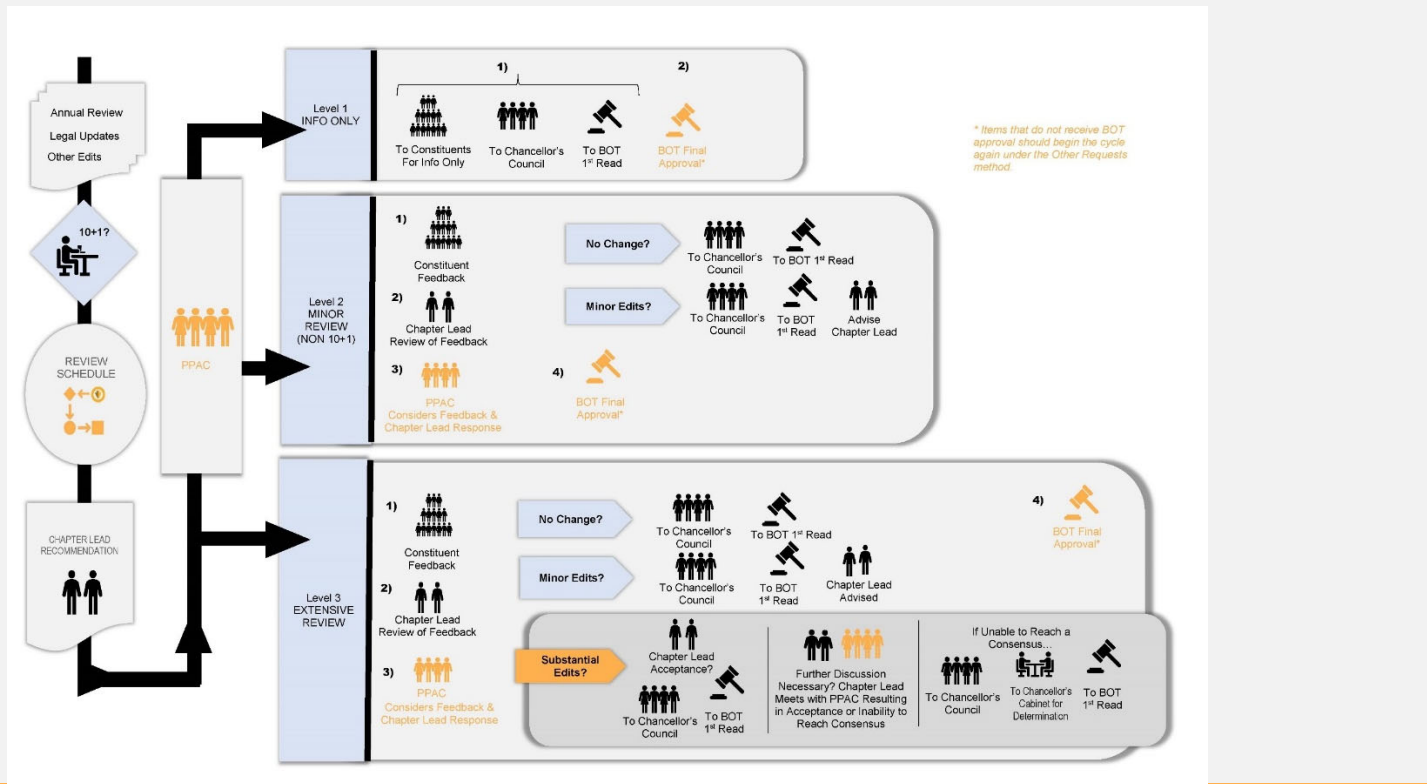 Annual Review
Legal Updates
Other Edits
10+1?
REVIEW
SCHEDULE
CHAPTER LEAD
RECOMMENDATION
PPAC
Level 1
INFO ONLY
1)
To Constituents
For Info Only
To Chancellor's
Council
To BOT
1st Read
2)
BOT Final
Approval*
* Items that do not receive BOT
approval should begin the cycle
again under the Other Requests
method.
Level 2
MINOR
REVIEW
(NON 10+1)
1)
Constituent
Feedback
2)
Chapter Lead
Review of Feedback
3)
PPAC
Considers Feedback &
Chapter Lead Response
No Change?
To Chancellor's
Council
To BOT 1st Read
Minor Edits?
To Chancellor's
Council
To BOT
1st Read
Advise
Chapter Lead
4)
BOT Final
Approval*
Level 3
EXTENSIVE
REVIEW
1)
Constituent
Feedback
2)
Chapter Lead
Review of Feedback
3)
PPAC
Considers Feedback &
Chapter Lead Response
No Change?
To Chancellor's
Council
To BOT 1st Read
Minor Edits?
To Chancellor's
Council
To BOT
1st Read
Chapter Lead
Advised
4)
BOT Final
Approval*
Substantial
Edits?
Chapter Lead
Acceptance?
To Chancellor's
Council
To BOT
1st Read
Further Discussion
Necessary? Chapter Lead
Meets with PPAC Resulting
in Acceptance or Inability to
Reach Consensus
If Unable to Reach a
Consensus...
To Chancellor's
Council
To Chancellor's
Cabinet for
Determination
To BOT
1st Read